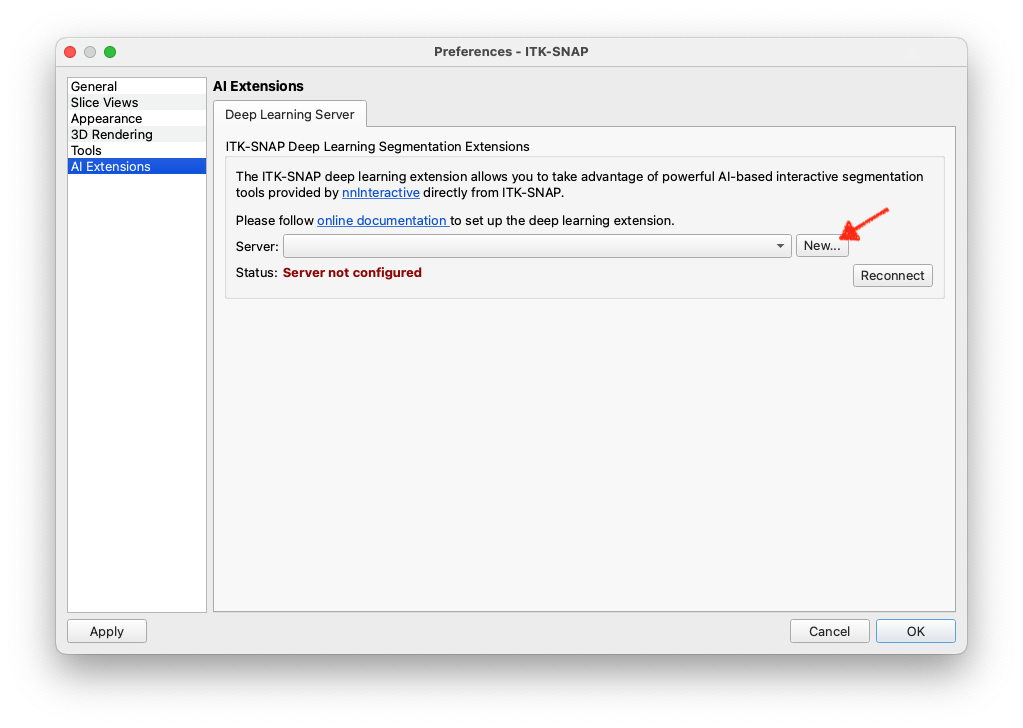 Preferences - ITK-SNAP
General
Slice Views
Appearance
3D Rendering
Tools
AI Extensions
AI Extensions
Deep Learning Server
ITK-SNAP Deep Learning Segmentation Extensions
The ITK-SNAP deep learning extension allows you to take advantage of powerful AI-based interactive segmentation
tools provided by nnInteractive directly from ITK-SNAP.
Please follow online documentation to set up the deep learning extension.
Server: New...
Status: Server not configured
Reconnect
Apply Cancel OK